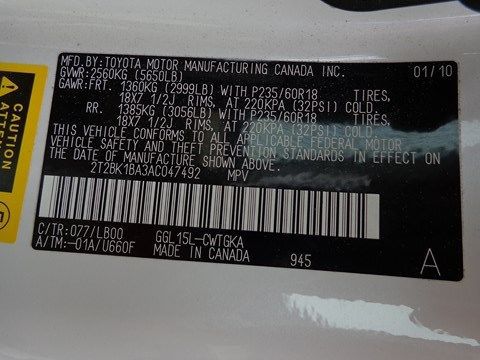 MFD.BY:TOYOTA MOTOR MANUFACTURING CANADA INC. 01/10
GVWR:2560KG (5650LB)
GAWR:FRT. 1360KG (2999LB) WITH P235/60R18 TIRES,
18X7 1/2J RIMS, AT 220KPA (32PSI) COLD.
RR. 1385KG (3056LB) WITH P235/60R18 TIRES,
18X7 1/2J RIMS, AT 220KPA (32PSI) COLD.
THIS VEHICLE CONFORMS TO ALL APPLICABLE FEDERAL MOTOR
VEHICLE SAFETY AND THEFT PREVENTION STANDARDS IN EFFECT ON
THE DATE OF MANUFACTURE SHOWN ABOVE.
2T2BK1BA3AC047492 MPV
C/TR:077/LB00 GGL15L-CWTGKA
A/TM:-01A/U660F MADE IN CANADA 945 A